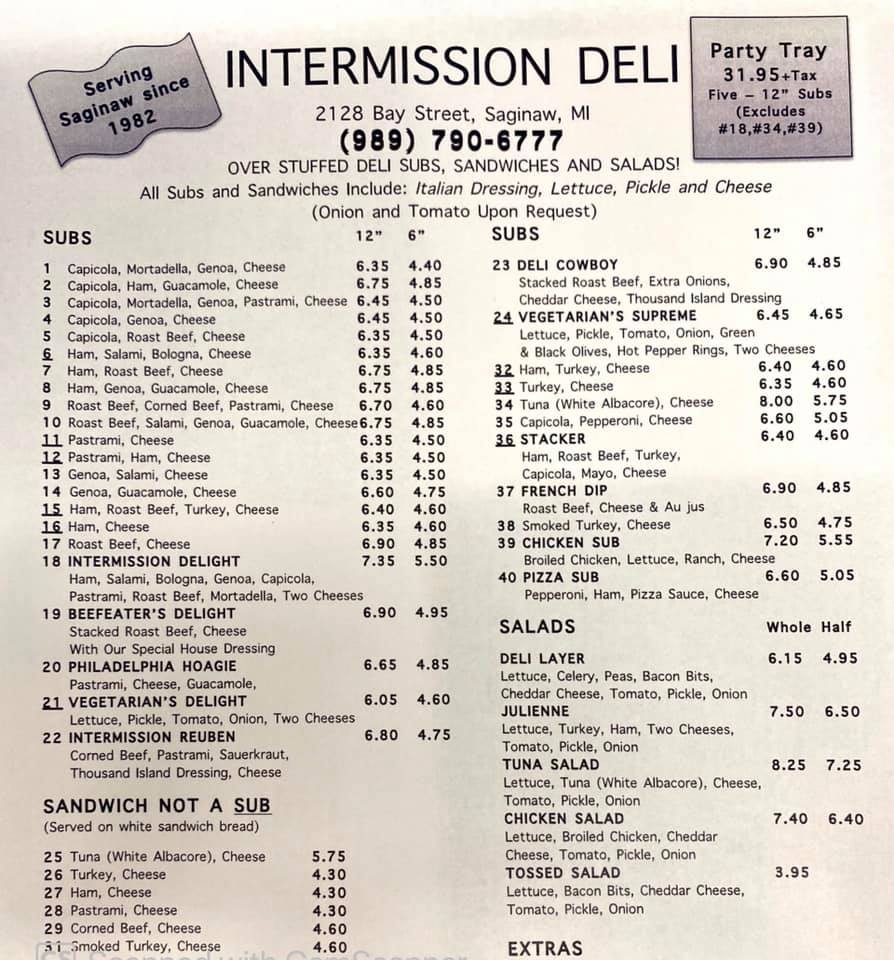 Serving
Saginaw since
1982
INTERMISSION DELI
2128 Bay Street, Saginaw, MI
(989) 790-6777
Party Tray
31.95+Tax
Five – 12" Subs
(Excludes
#18,#34,#39)
OVER STUFFED DELI SUBS, SANDWICHES AND SALADS!
All Subs and Sandwiches Include: Italian Dressing, Lettuce, Pickle and Cheese
(Onion and Tomato Upon Request)
SUBS 12" 6"
1 Capicola, Mortadella, Genoa, Cheese 6.35 4.40
2 Capicola, Ham, Guacamole, Cheese 6.75 4.85
3 Capicola, Mortadella, Genoa, Pastrami, Cheese 6.45 4.50
4 Capicola, Genoa, Cheese 6.45 4.50
5 Capicola, Roast Beef, Cheese 6.35 4.50
6 Ham, Salami, Bologna, Cheese 6.35 4.60
7 Ham, Roast Beef, Cheese 6.75 4.85
8 Ham, Genoa, Guacamole, Cheese 6.75 4.85
9 Roast Beef, Corned Beef, Pastrami, Cheese 6.70 4.60
10 Roast Beef, Salami, Genoa, Guacamole, Cheese 6.75 4.85
11 Pastrami, Cheese 6.35 4.50
12 Pastrami, Ham, Cheese 6.35 4.50
13 Genoa, Salami, Cheese 6.35 4.50
14 Genoa, Guacamole, Cheese 6.60 4.75
15 Ham, Roast Beef, Turkey, Cheese 6.40 4.60
16 Ham, Cheese 6.35 4.60
17 Roast Beef, Cheese 6.90 4.85
18 INTERMISSION DELIGHT 7.35 5.50
Ham, Salami, Bologna, Genoa, Capicola,
Pastrami, Roast Beef, Mortadella, Two Cheeses
19 BEEFEATER'S DELIGHT 6.90 4.95
Stacked Roast Beef, Cheese
With Our Special House Dressing
20 PHILADELPHIA HOAGIE 6.65 4.85
Pastrami, Cheese, Guacamole,
21 VEGETARIAN'S DELIGHT 6.05 4.60
Lettuce, Pickle, Tomato, Onion, Two Cheeses
22 INTERMISSION REUBEN 6.80 4.75
Corned Beef, Pastrami, Sauerkraut,
Thousand Island Dressing, Cheese
SANDWICH NOT A SUB
(Served on white sandwich bread)
25 Tuna (White Albacore), Cheese 5.75
26 Turkey, Cheese 4.30
27 Ham, Cheese 4.30
28 Pastrami, Cheese 4.30
29 Corned Beef, Cheese 4.60
31 Smoked Turkey, Cheese 4.60
SUBS 12" 6"
23 DELI COWBOY 6.90 4.85
Stacked Roast Beef, Extra Onions,
Cheddar Cheese, Thousand Island Dressing
24 VEGETARIAN'S SUPREME 6.45 4.65
Lettuce, Pickle, Tomato, Onion, Green
& Black Olives, Hot Pepper Rings, Two Cheeses
32 Ham, Turkey, Cheese 6.40 4.60
33 Turkey, Cheese 6.35 4.60
34 Tuna (White Albacore), Cheese 8.00 5.75
35 Capicola, Pepperoni, Cheese 6.60 5.05
36 STACKER 6.40 4.60
Ham, Roast Beef, Turkey,
Capicola, Mayo, Cheese
37 FRENCH DIP 6.90 4.85
Roast Beef, Cheese & Au jus
38 Smoked Turkey, Cheese 6.50 4.75
39 CHICKEN SUB 7.20 5.55
Broiled Chicken, Lettuce, Ranch, Cheese
40 PIZZA SUB 6.60 5.05
Pepperoni, Ham, Pizza Sauce, Cheese
SALADS Whole Half
DELI LAYER 6.15 4.95
Lettuce, Celery, Peas, Bacon Bits,
Cheddar Cheese, Tomato, Pickle, Onion
JULIENNE 7.50 6.50
Lettuce, Turkey, Ham, Two Cheeses,
Tomato, Pickle, Onion
TUNA SALAD 8.25 7.25
Lettuce, Tuna (White Albacore), Cheese,
Tomato, Pickle, Onion
CHICKEN SALAD 7.40 6.40
Lettuce, Broiled Chicken, Cheddar
Cheese, Tomato, Pickle, Onion
TOSSED SALAD 3.95
Lettuce, Bacon Bits, Cheddar Cheese,
Tomato, Pickle, Onion
EXTRAS
CS Scanned with CamScanner